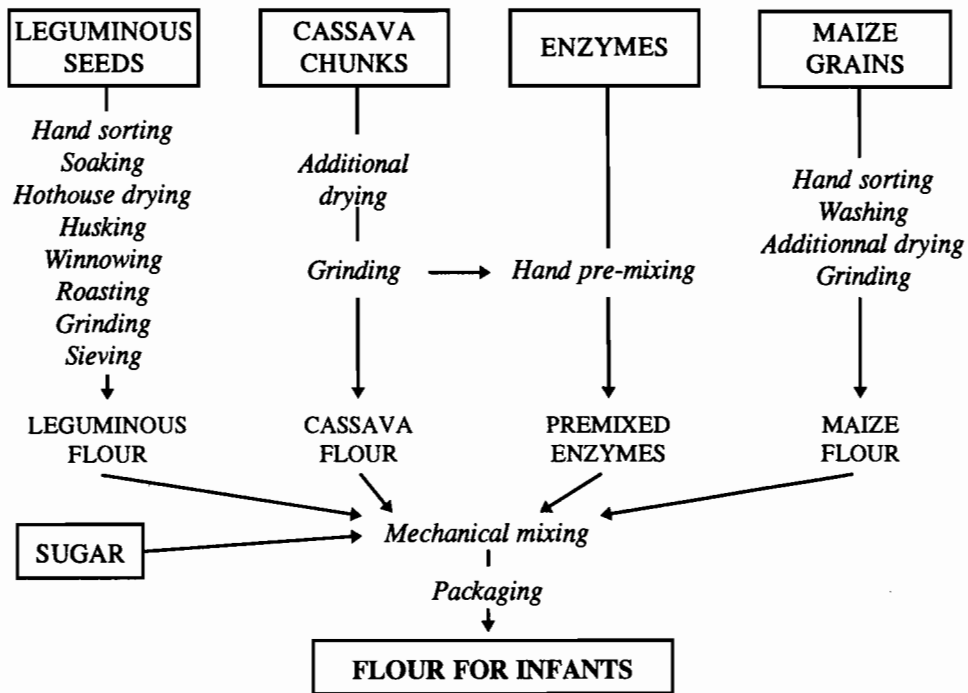 LEGUMINOUS
SEEDS
CASSAVA
CHUNKS
ENZYMES
MAIZE
GRAINS
Hand sorting
Soaking
Hothouse drying
Husking
Winnowing
Roasting
Grinding
Sieving
Additional
drying
Grinding
Hand pre-mixing
Hand sorting
Washing
Additionnal drying
Grinding
LEGUMINOUS
FLOUR
CASSAVA
FLOUR
PREMIXED
ENZYMES
MAIZE
FLOUR
SUGAR
Mechanical mixing
Packaging
FLOUR FOR INFANTS